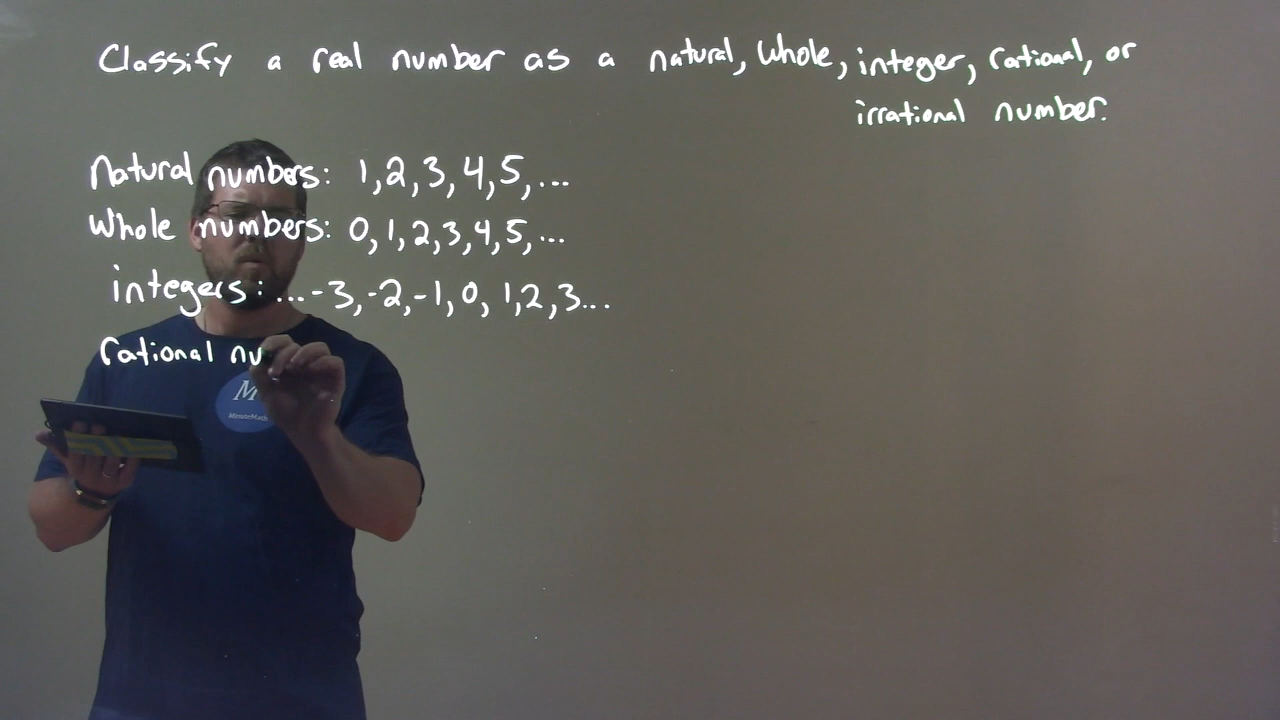 Classify a real number as a natural, whole, integer, rational, or
irrational number.
Natural numbers: 1,2,3,4,5,...
Whole numbers: 0,1,2,3,4,5,...
integers: ...-3,-2,-1,0,1,2,3...
rational nu
M
MinuteMath